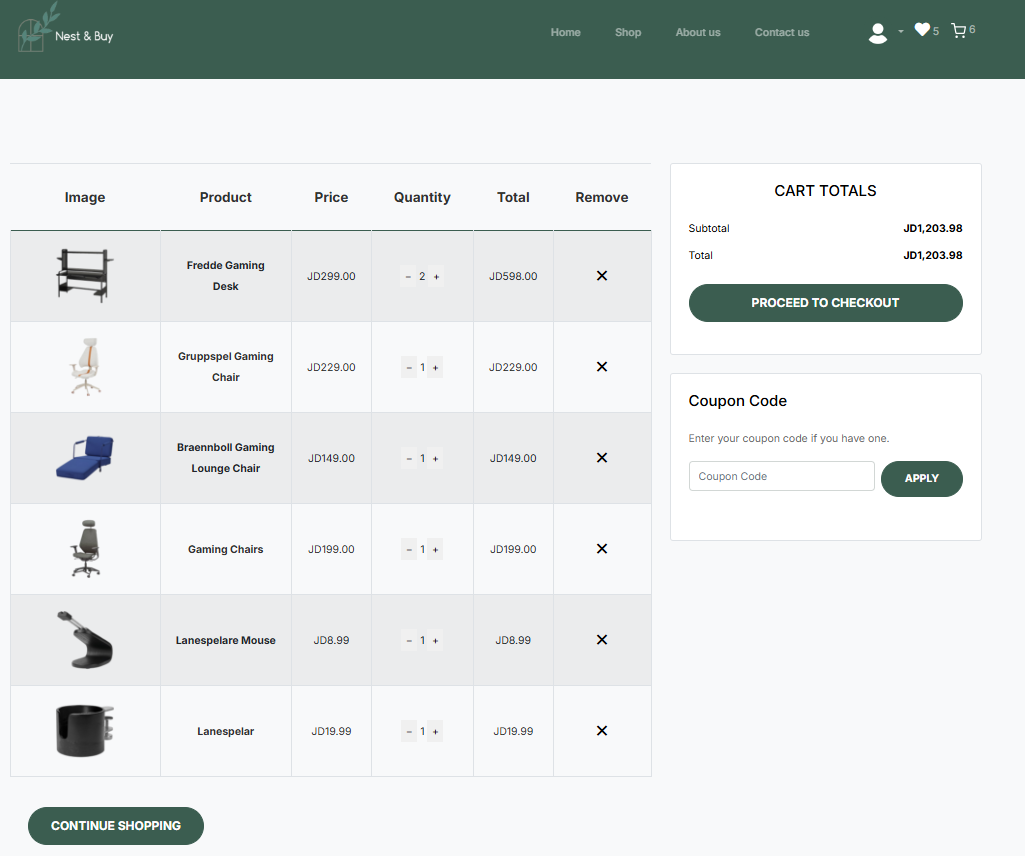 Nest & Buy
Home Shop About us Contact us 5 6
Image Product Price Quantity Total Remove
Fredde Gaming
Desk
JD299.00 - 2 + JD598.00 ✕
Gruppspel Gaming
Chair
JD229.00 - 1 + JD229.00 ✕
Braennboll Gaming
Lounge Chair
JD149.00 - 1 + JD149.00 ✕
Gaming Chairs JD199.00 - 1 + JD199.00 ✕
Lanespelare Mouse JD8.99 - 1 + JD8.99 ✕
Lanespelar JD19.99 - 1 + JD19.99 ✕
CONTINUE SHOPPING
CART TOTALS
Subtotal JD1,203.98
Total JD1,203.98
PROCEED TO CHECKOUT
Coupon Code
Enter your coupon code if you have one.
Coupon Code APPLY